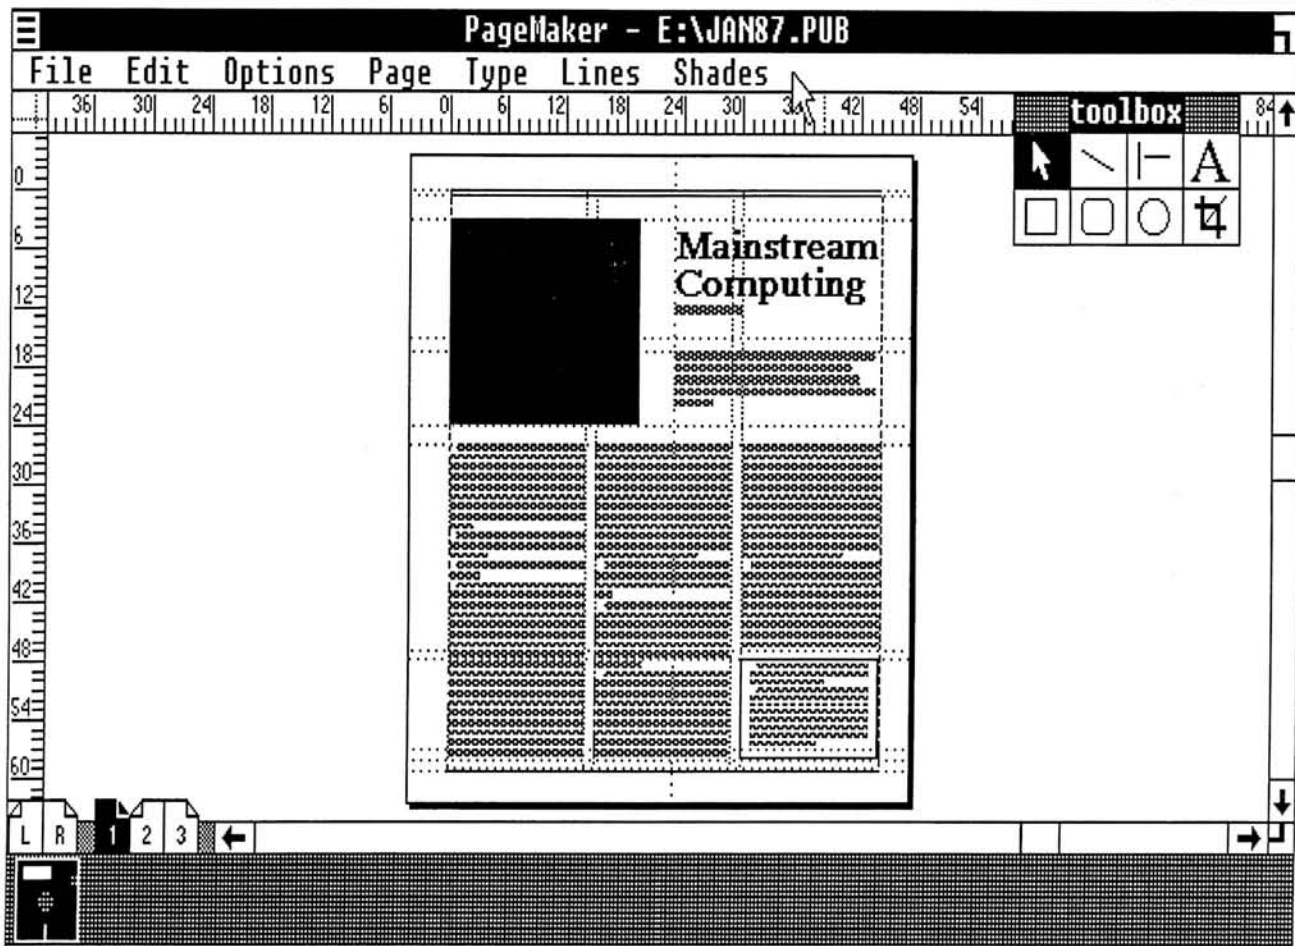 PageMaker - E:\JAN87.PUB
File Edit Options Page Type Lines Shades
36 30 24 18 12 6 0 6 12 18 24 30 42 48 54 84
toolbox
A
0
6
12
18
24
30
36
42
48
54
60
Mainstream
Computing
L R 1 2 3